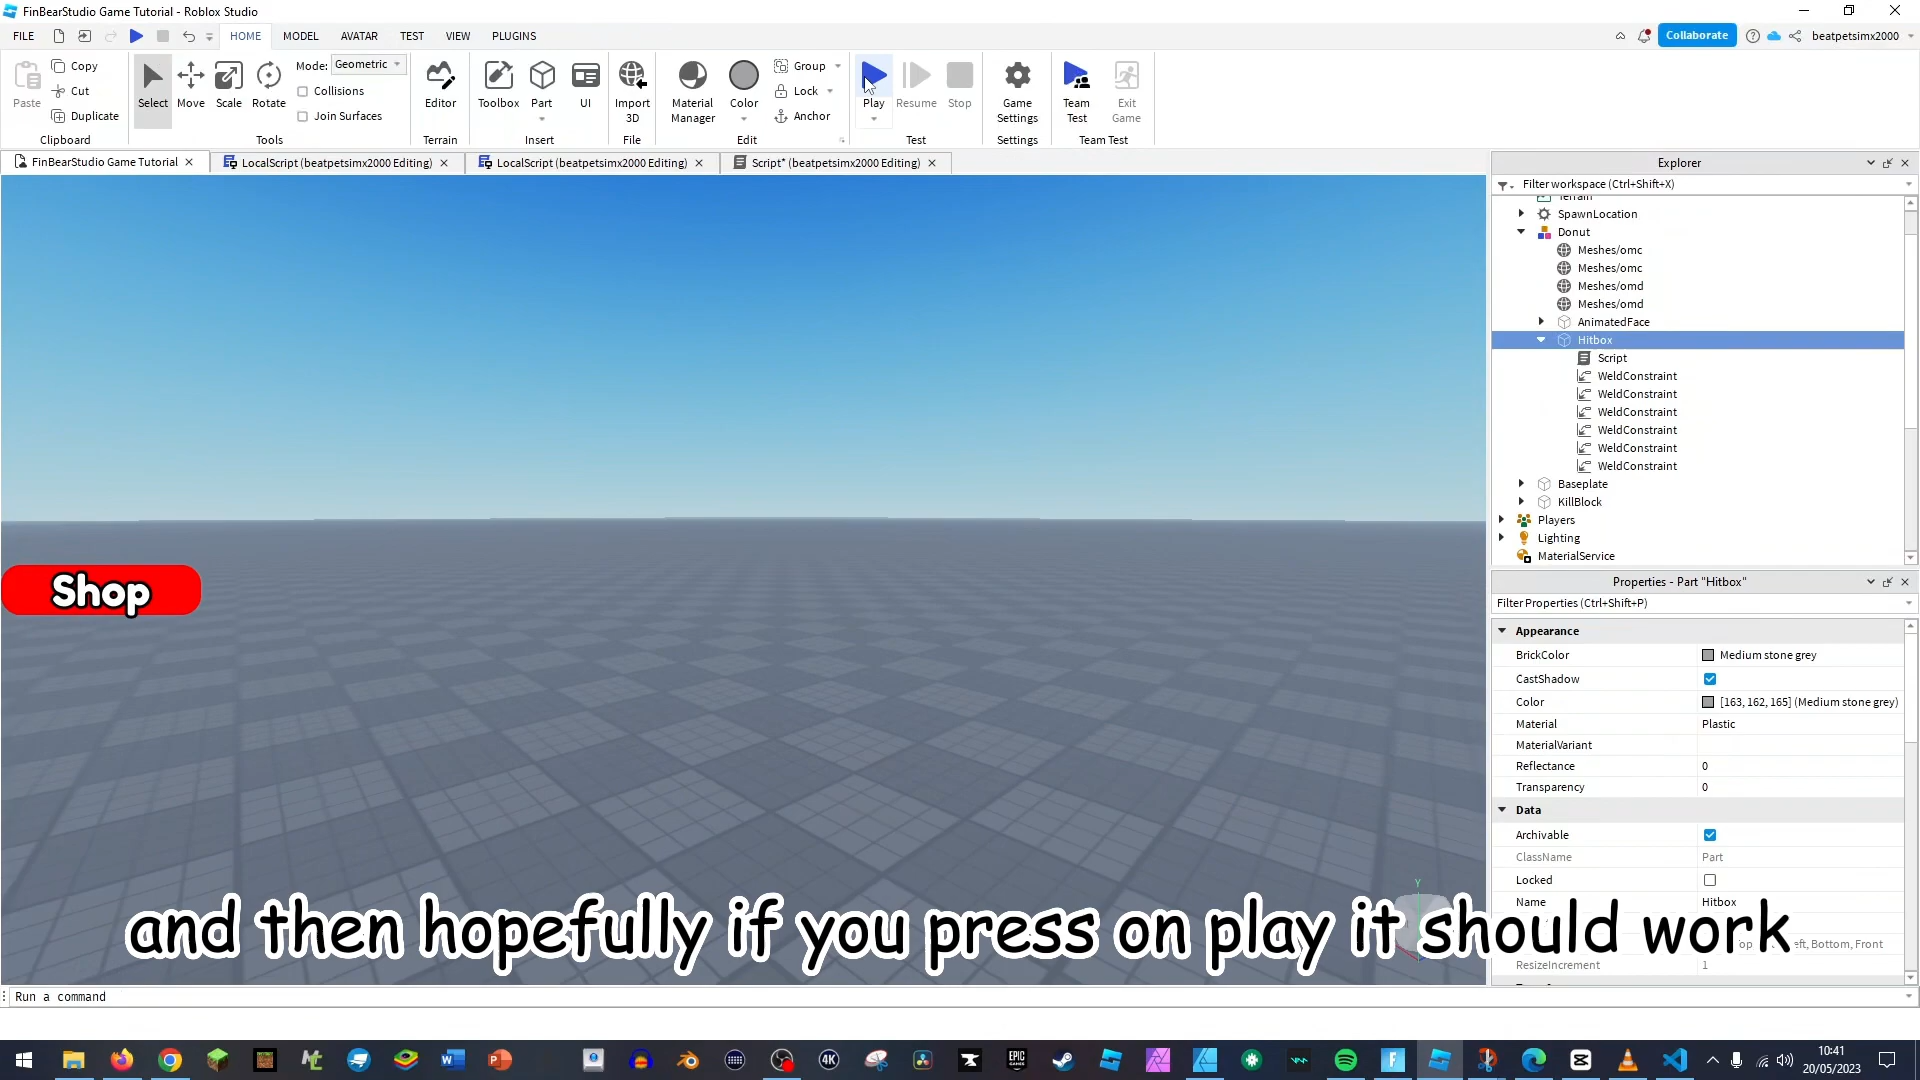 FinBearStudio Game Tutorial - Roblox Studio
FILE HOME MODEL AVATAR TEST VIEW PLUGINS Collaborate beatpetsimx2000
Paste Copy Cut Duplicate Clipboard
Select Move Scale Rotate Mode: Geometric Collisions Join Surfaces Tools
Editor Terrain
Toolbox Part UI Insert
Import 3D File
Material Manager Color Group Lock Anchor Edit
Play Resume Stop Test
Game Settings Settings
Team Test Exit Game Team Test
FinBearStudio Game Tutorial LocalScript (beatpetsimx2000 Editing) LocalScript (beatpetsimx2000 Editing) Script* (beatpetsimx2000 Editing)
Shop
Y
Explorer
Filter workspace (Ctrl+Shift+X)
Terrain
SpawnLocation
Donut
Meshes/omc
Meshes/omc
Meshes/omd
Meshes/omd
AnimatedFace
Hitbox
Script
WeldConstraint
WeldConstraint
WeldConstraint
WeldConstraint
WeldConstraint
WeldConstraint
Baseplate
KillBlock
Players
Lighting
MaterialService
Properties - Part "Hitbox"
Filter Properties (Ctrl+Shift+P)
Appearance
BrickColor Medium stone grey
CastShadow
Color [163, 162, 165] (Medium stone grey)
Material Plastic
MaterialVariant
Reflectance 0
Transparency 0
Data
Archivable
ClassName Part
Locked
Name Hitbox
Bottom, Front
ResizeIncrement 1
and then hopefully if you press on play it should work
Run a command
4K
EPIC GAMES
10:41
20/05/2023